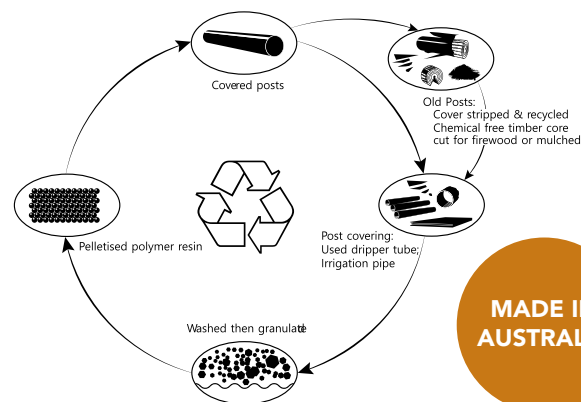 Covered posts
Old Posts:
Cover stripped & recycled
Chemical free timber core
cut for firewood or mulched
Post covering:
Used dripper tube;
Irrigation pipe
Pelletised polymer resin
Washed then granulated
MADE I
AUSTRAL